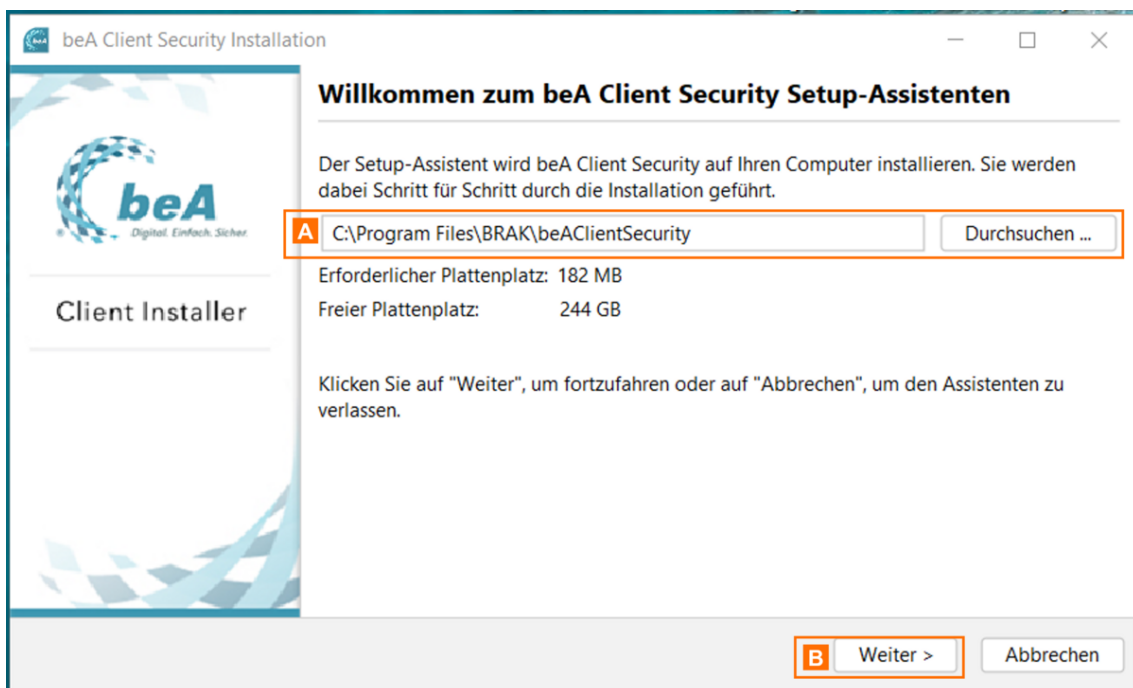 beA Client Security Installation
Willkommen zum beA Client Security Setup-Assistenten
Der Setup-Assistent wird beA Client Security auf Ihren Computer installieren. Sie werden
dabei Schritt für Schritt durch die Installation geführt.
beA
Digital. Einfach. Sicher.
A C:\Program Files\BRAK\beAClientSecurity Durchsuchen ...
Erforderlicher Plattenplatz: 182 MB
Client Installer
Freier Plattenplatz: 244 GB
Klicken Sie auf "Weiter", um fortzufahren oder auf "Abbrechen", um den Assistenten zu
verlassen.
B Weiter > Abbrechen